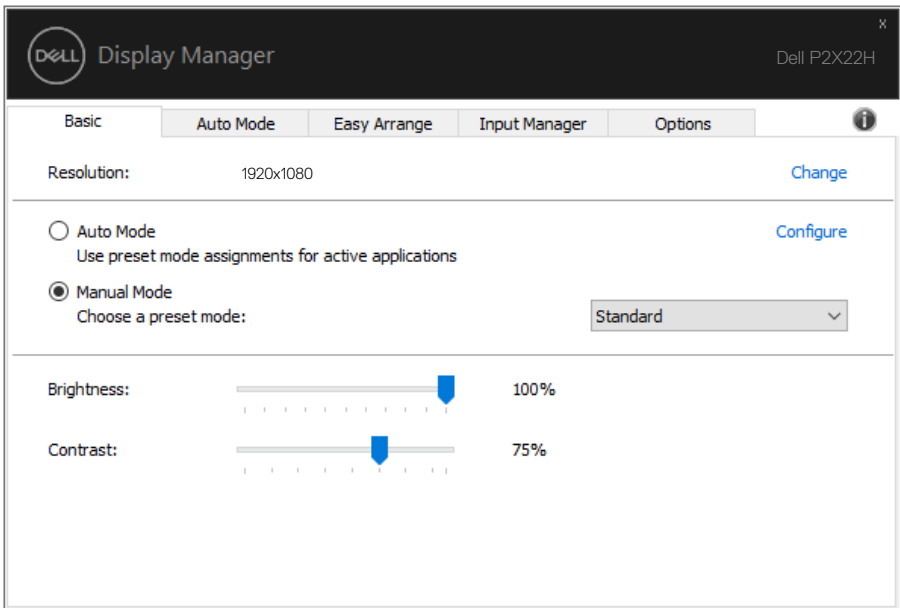 x
DELL Display Manager Dell P2X22H
Basic Auto Mode Easy Arrange Input Manager Options i
Resolution: 1920x1080 Change
Auto Mode Configure
Use preset mode assignments for active applications
Manual Mode
Choose a preset mode: Standard
Brightness: 100%
Contrast: 75%